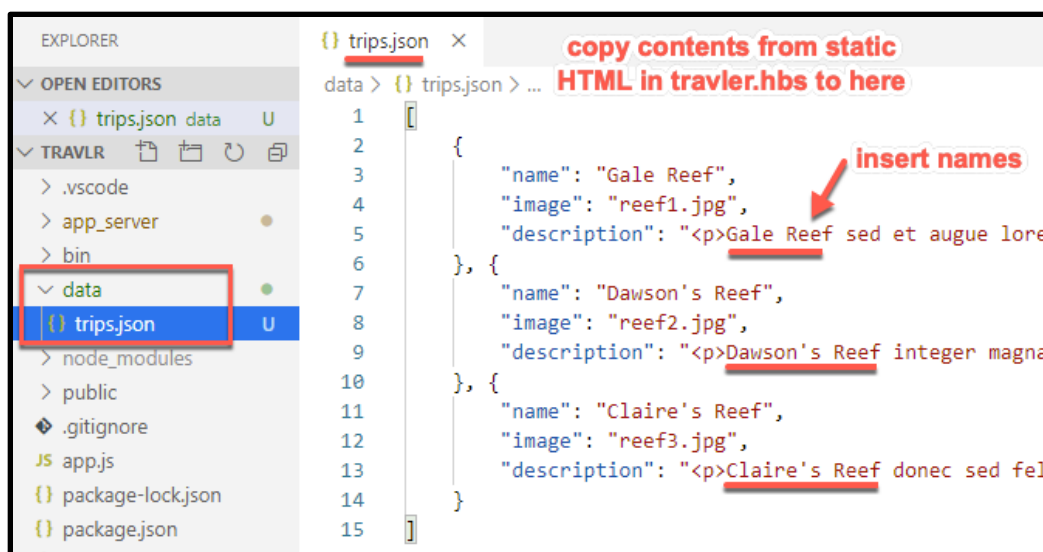 EXPLORER
OPEN EDITORS
trips.json data U
TRAVLR
.vscode
app_server
bin
data
{} trips.json U
node_modules
public
.gitignore
JS app.js
{} package-lock.json
{} package.json
{} trips.json
copy contents from static
HTML in travler.hbs to here
data > {} trips.json > ...
insert names
1 [
2 {
3 "name": "Gale Reef",
4 "image": "reef1.jpg",
5 "description": "<p>Gale Reef sed et augue lore
6 }, {
7 "name": "Dawson's Reef",
8 "image": "reef2.jpg",
9 "description": "<p>Dawson's Reef integer magna
10 }, {
11 "name": "Claire's Reef",
12 "image": "reef3.jpg",
13 "description": "<p>Claire's Reef donec sed fel
14 }
15 ]